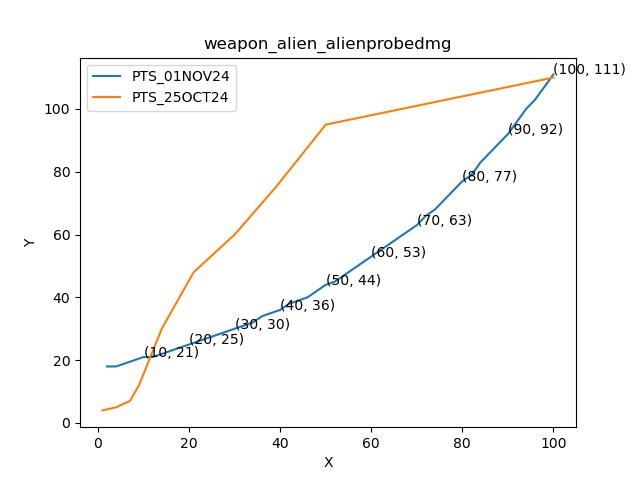 weapon_alien_alienprobedmg
PTS_01NOV24
PTS_25OCT24
(100, 111)
(90, 92)
(80, 77)
(70, 63)
(60, 53)
(50, 44)
(40, 36)
(30, 30)
(20, 25)
(10, 21)
Y
100
80
60
40
20
0
0 20 40 60 80 100
X